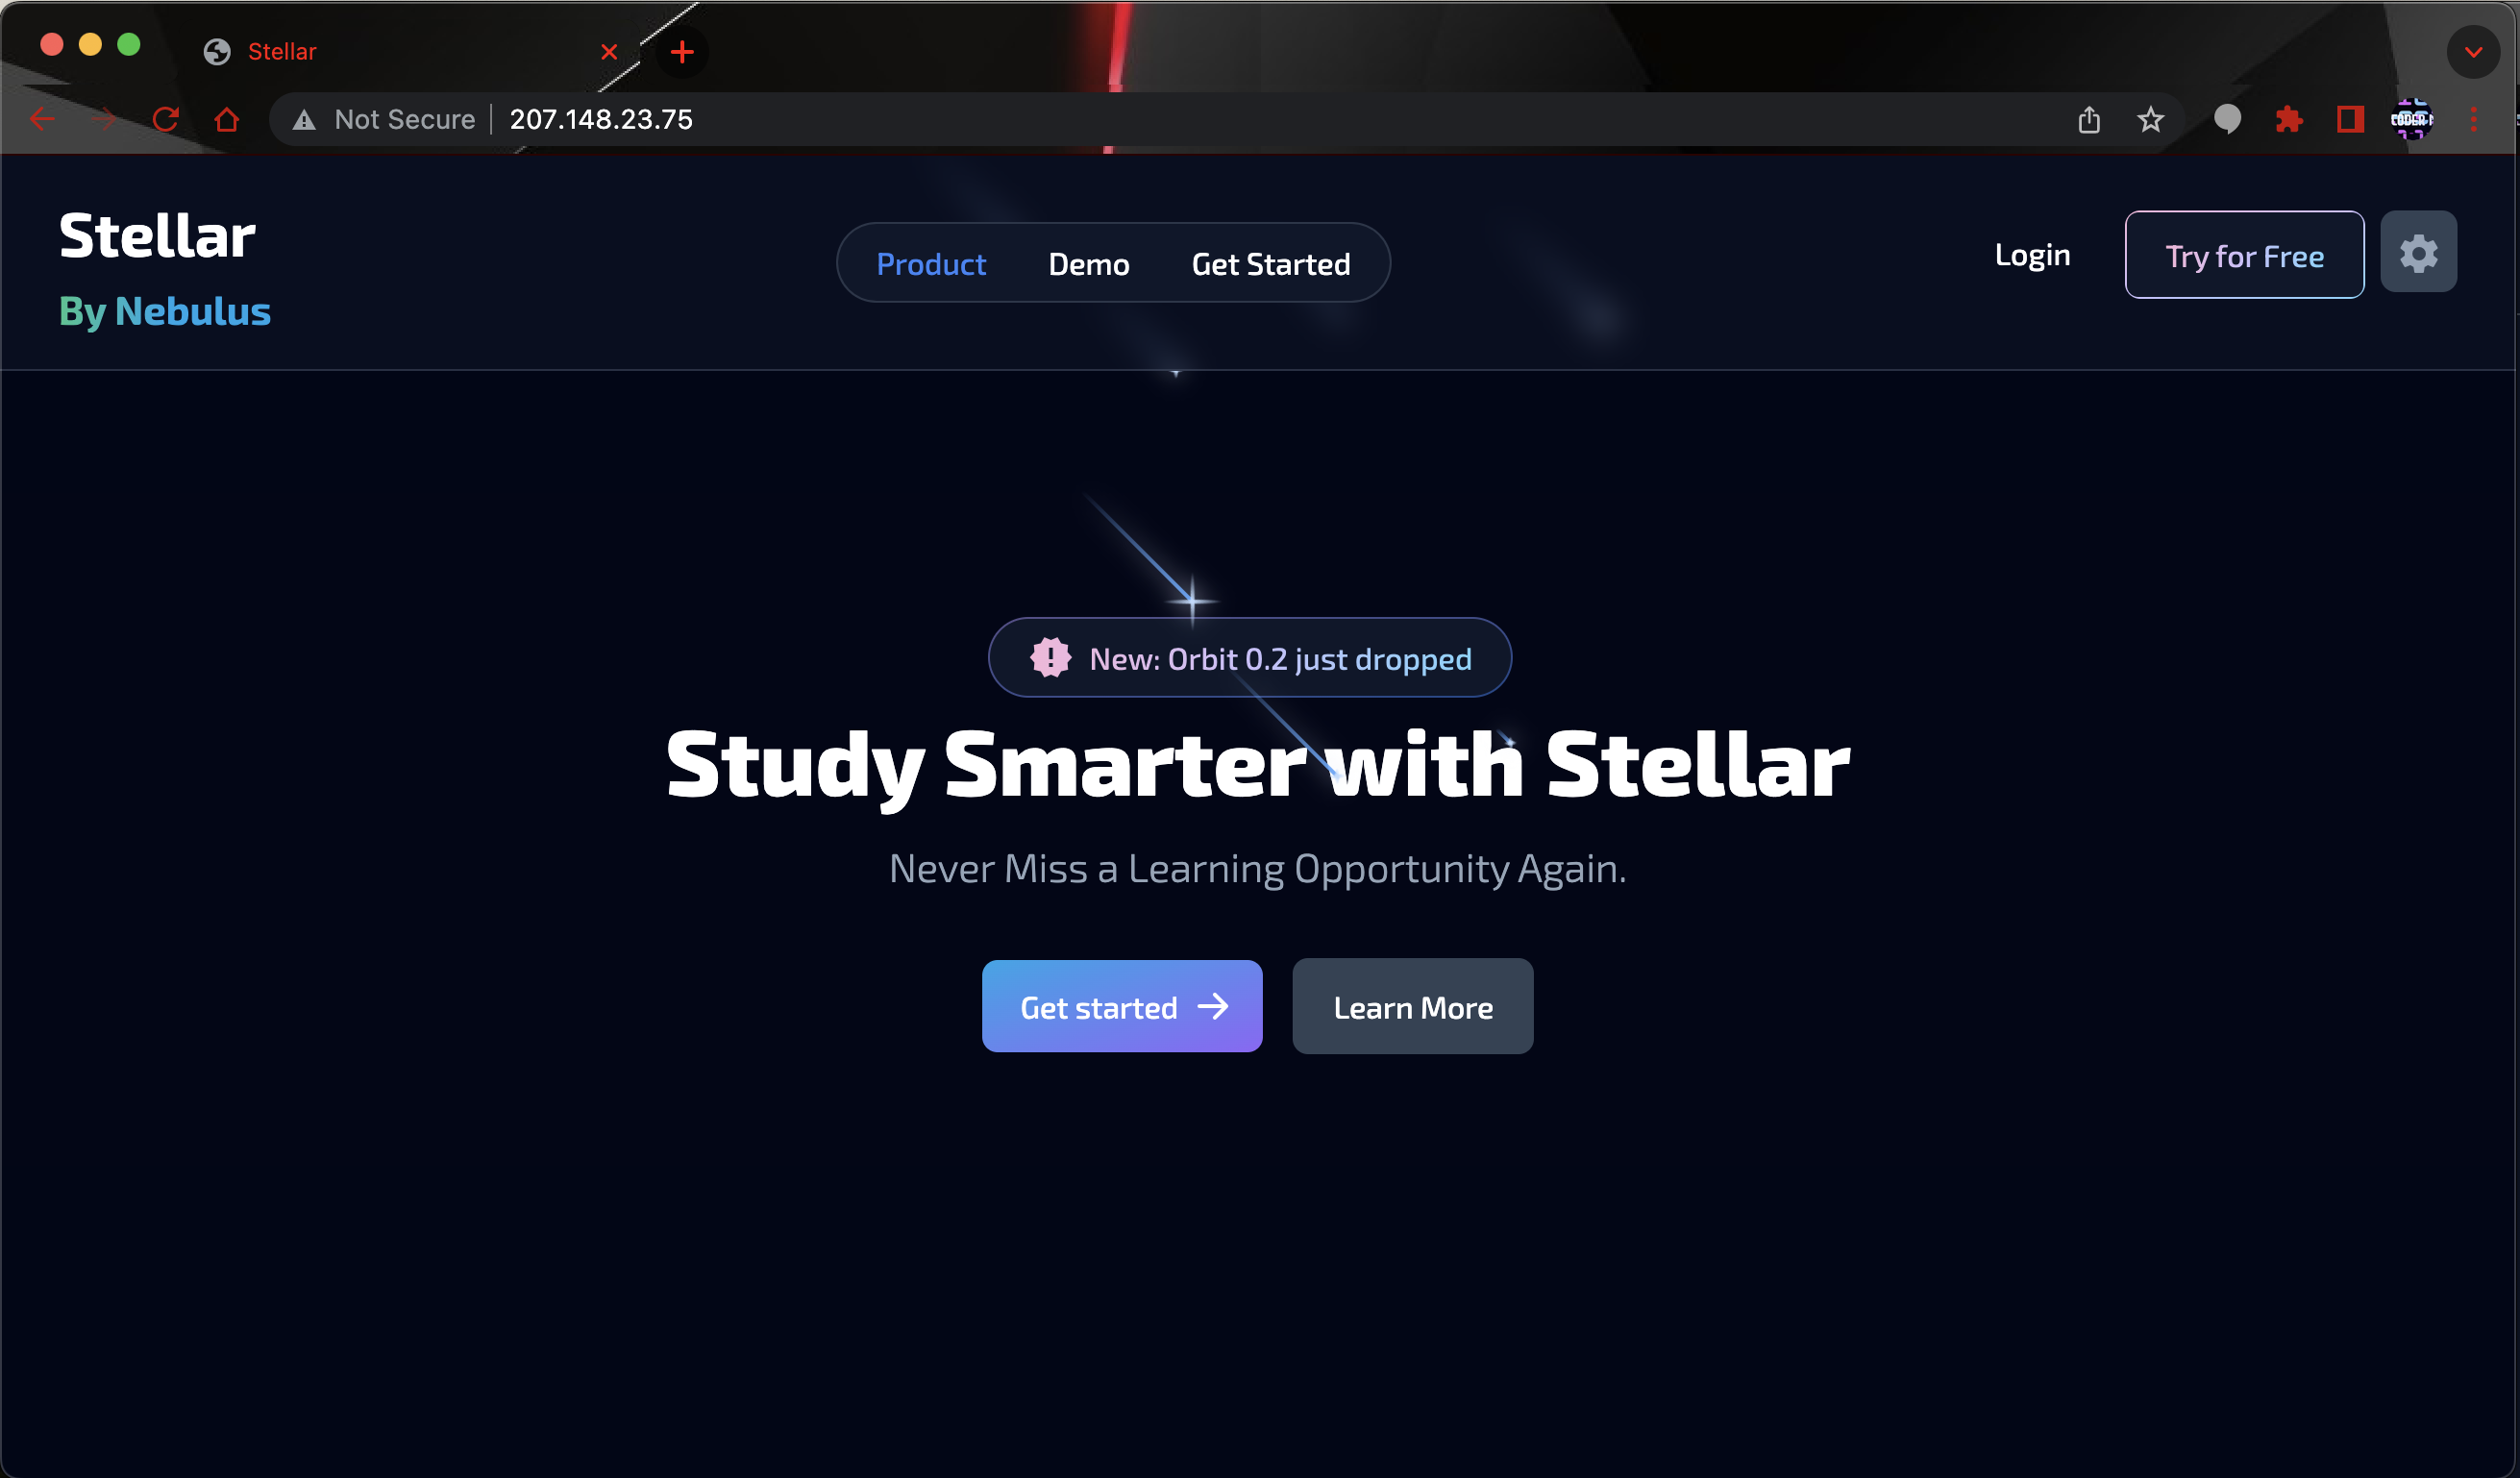 Stellar
Not Secure
207.148.23.75
Stellar
By Nebulus
Product
Demo
Get Started
Login
Try for Free
New: Orbit 0.2 just dropped
Study Smarter with Stellar
Never Miss a Learning Opportunity Again.
Get started
Learn More